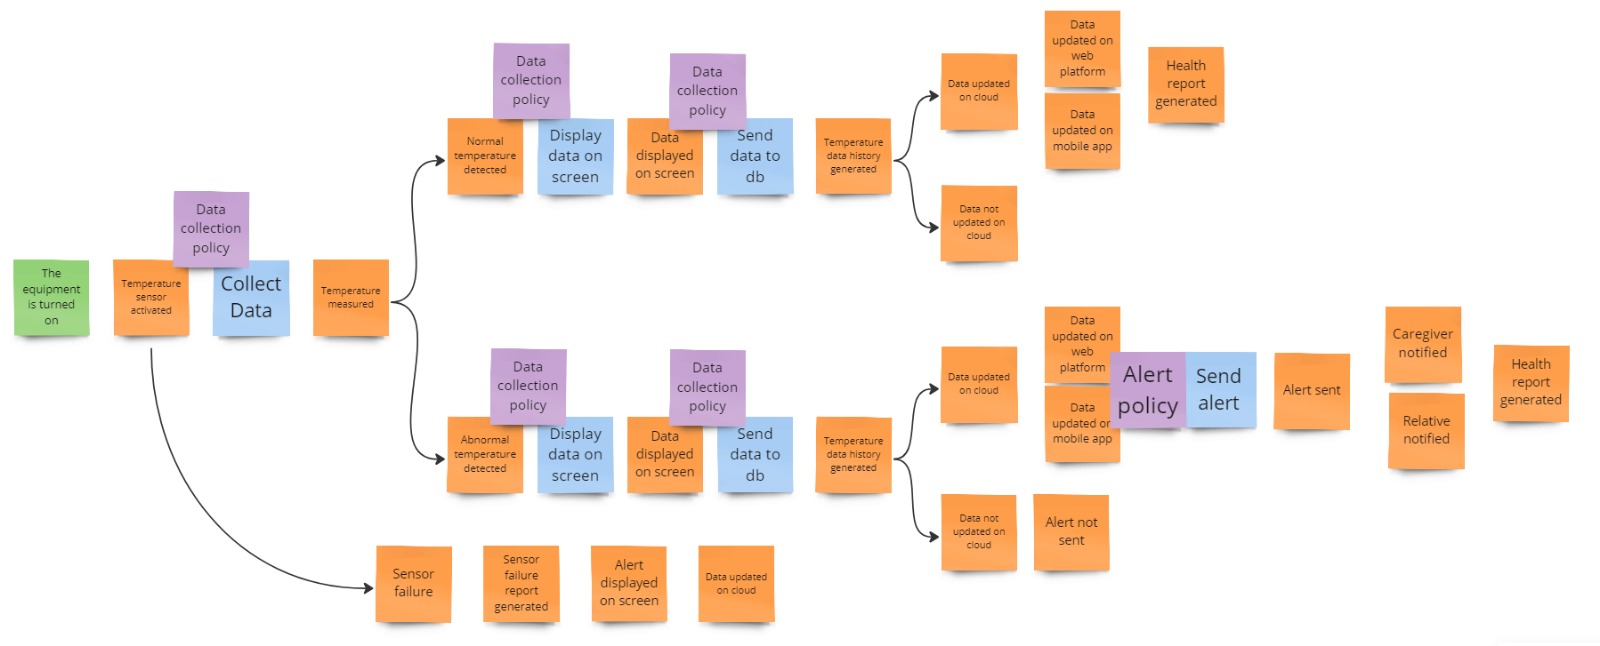 The
equipment
is turned
on
Temperature
sensor
activated
Data
collection
policy
Collect
Data
Temperature
measured
Normal
temperature
detected
Data
collection
policy
Display
data on
screen
Data
displayed
on screen
Data
collection
policy
Send
data to
db
Temperature
data history
generated
Data updated
on cloud
Data
updated on
web
platform
Data
updated on
mobile app
Health
report
generated
Data not
updated on
cloud
Abnormal
temperature
detected
Data
collection
policy
Display
data on
screen
Data
displayed
on screen
Data
collection
policy
Send
data to
db
Temperature
data history
generated
Data updated
on cloud
Data
updated on
web
platform
Data
updated on
mobile app
Alert
policy
Send
alert
Alert sent
Caregiver
notified
Relative
notified
Health
report
generated
Data not
updated on
cloud
Alert not
sent
Sensor
failure
Sensor
failure
report
generated
Alert
displayed
on screen
Data updated
on cloud